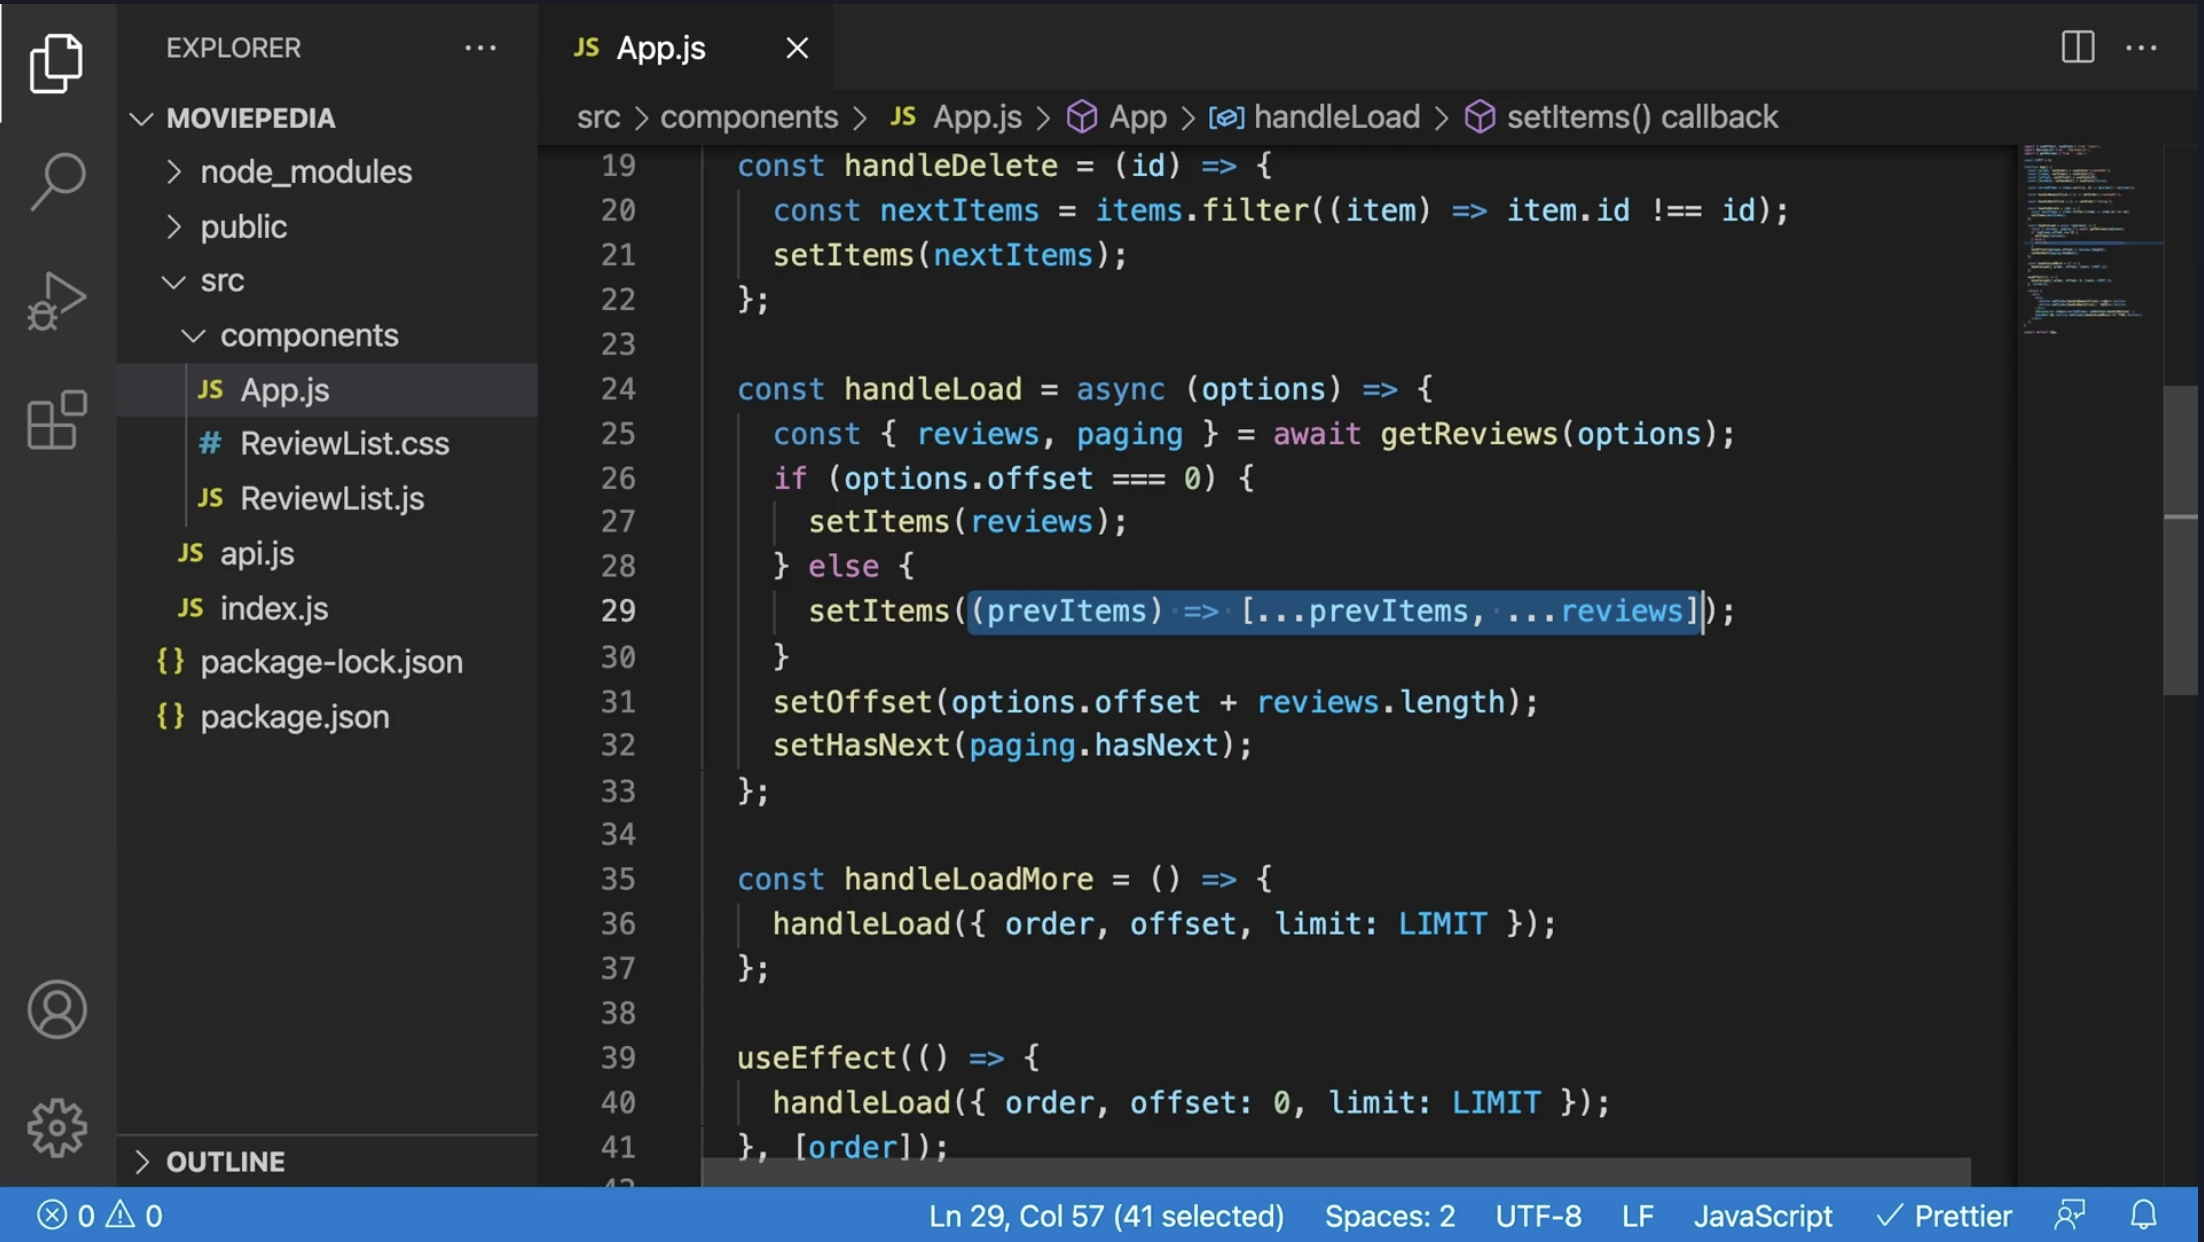 EXPLORER
MOVIEPEDIA
node_modules
public
src
components
JS App.js
# ReviewList.css
JS ReviewList.js
JS api.js
JS index.js
{} package-lock.json
{} package.json
OUTLINE
JS App.js
src > components > JS App.js > App > handleLoad > setItems() callback
19 const handleDelete = (id) => {
20 const nextItems = items.filter((item) => item.id !== id);
21 setItems(nextItems);
22 };
23
24 const handleLoad = async (options) => {
25 const { reviews, paging } = await getReviews(options);
26 if (options.offset === 0) {
27 setItems(reviews);
28 } else {
29 setItems((prevItems) => [...prevItems, ...reviews]);
30 }
31 setOffset(options.offset + reviews.length);
32 setHasNext(paging.hasNext);
33 };
34
35 const handleLoadMore = () => {
36 handleLoad({ order, offset, limit: LIMIT });
37 };
38
39 useEffect(() => {
40 handleLoad({ order, offset: 0, limit: LIMIT });
41 }, [order]);
0 0 Ln 29, Col 57 (41 selected) Spaces: 2 UTF-8 LF JavaScript Prettier